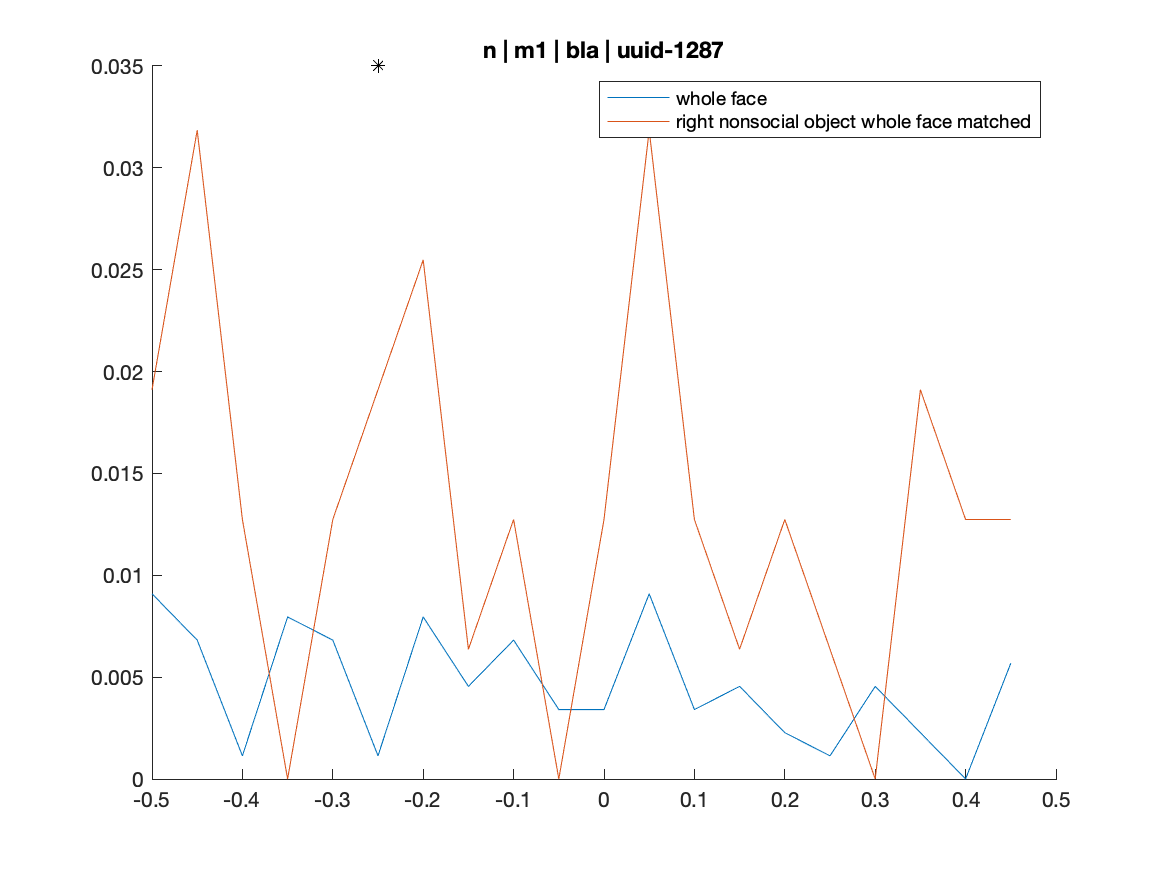 n | m1 | bla | uuid-1287
whole face
right nonsocial object whole face matched
0.035
0.03
0.025
0.02
0.015
0.01
0.005
0
-0.5 -0.4 -0.3 -0.2 -0.1 0 0.1 0.2 0.3 0.4 0.5